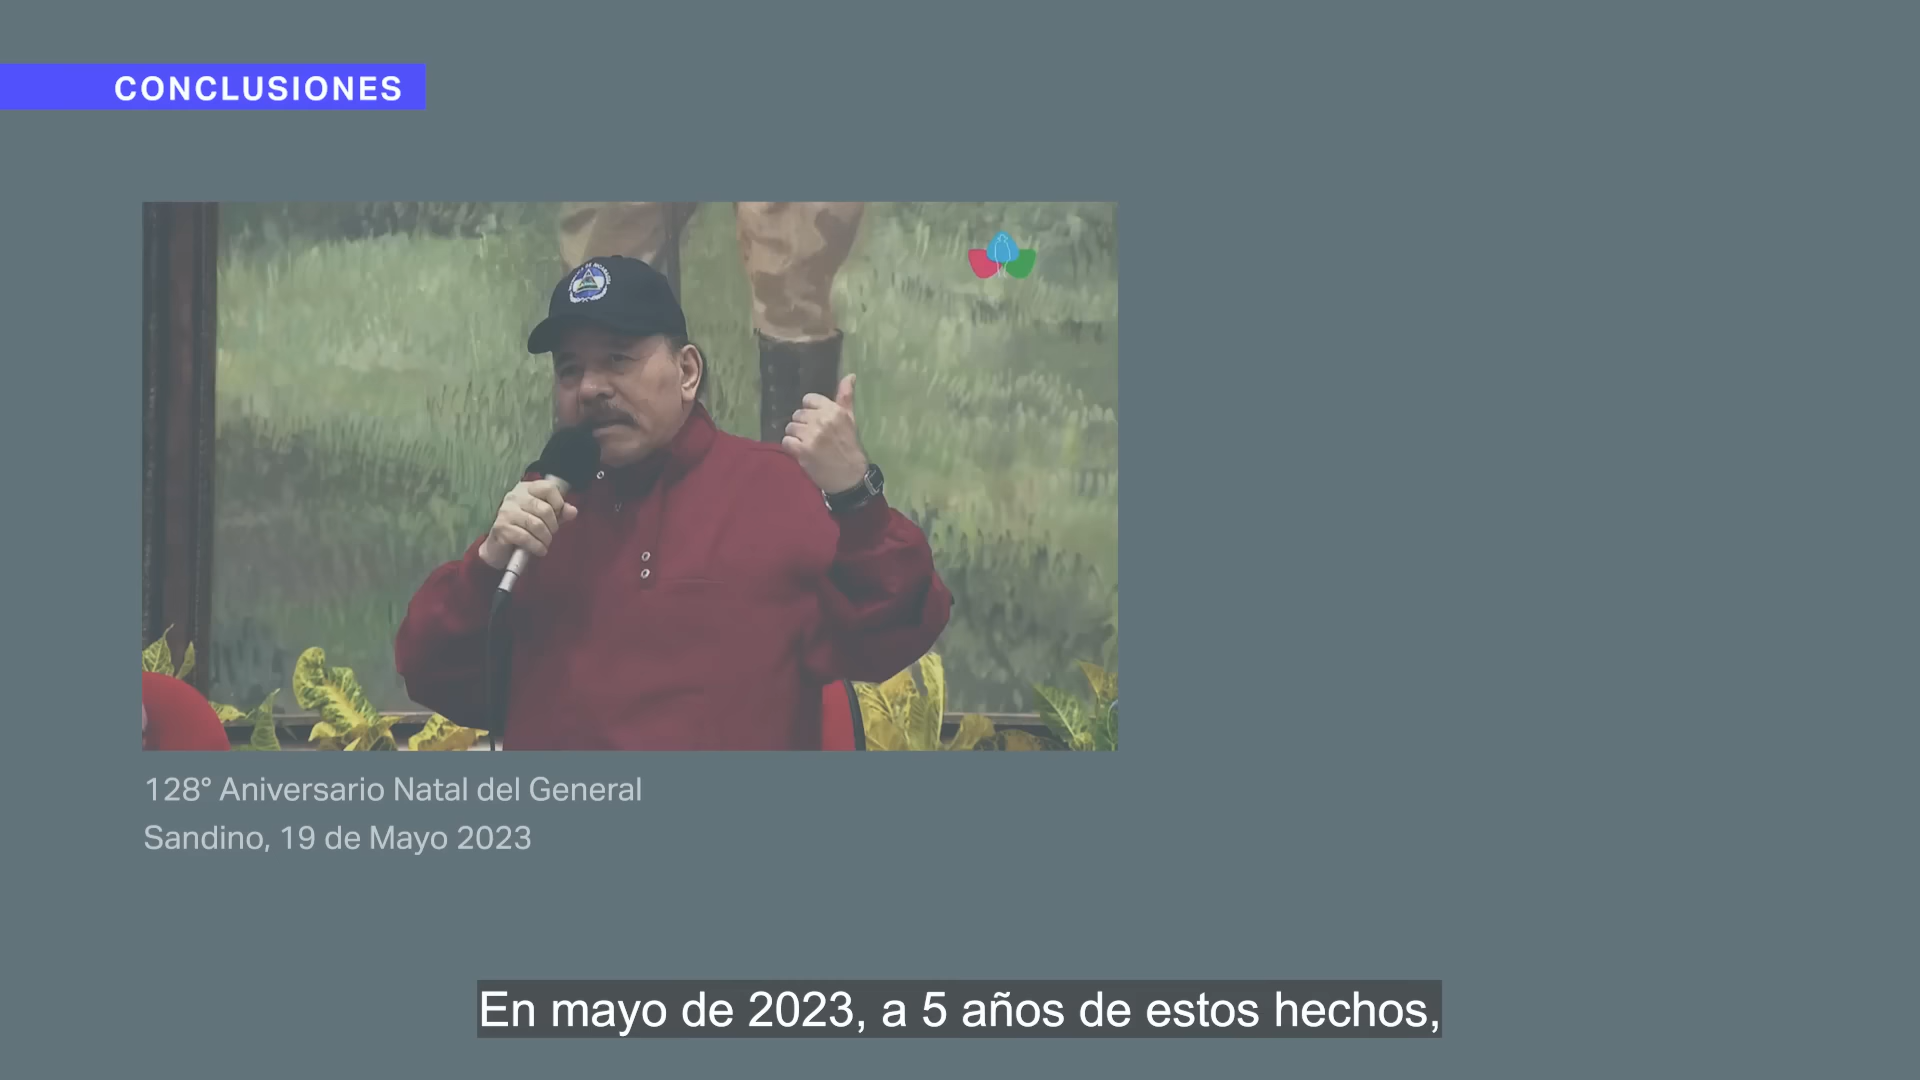 CONCLUSIONES
128° Aniversario Natal del General
Sandino, 19 de Mayo 2023
En mayo de 2023, a 5 años de estos hechos,